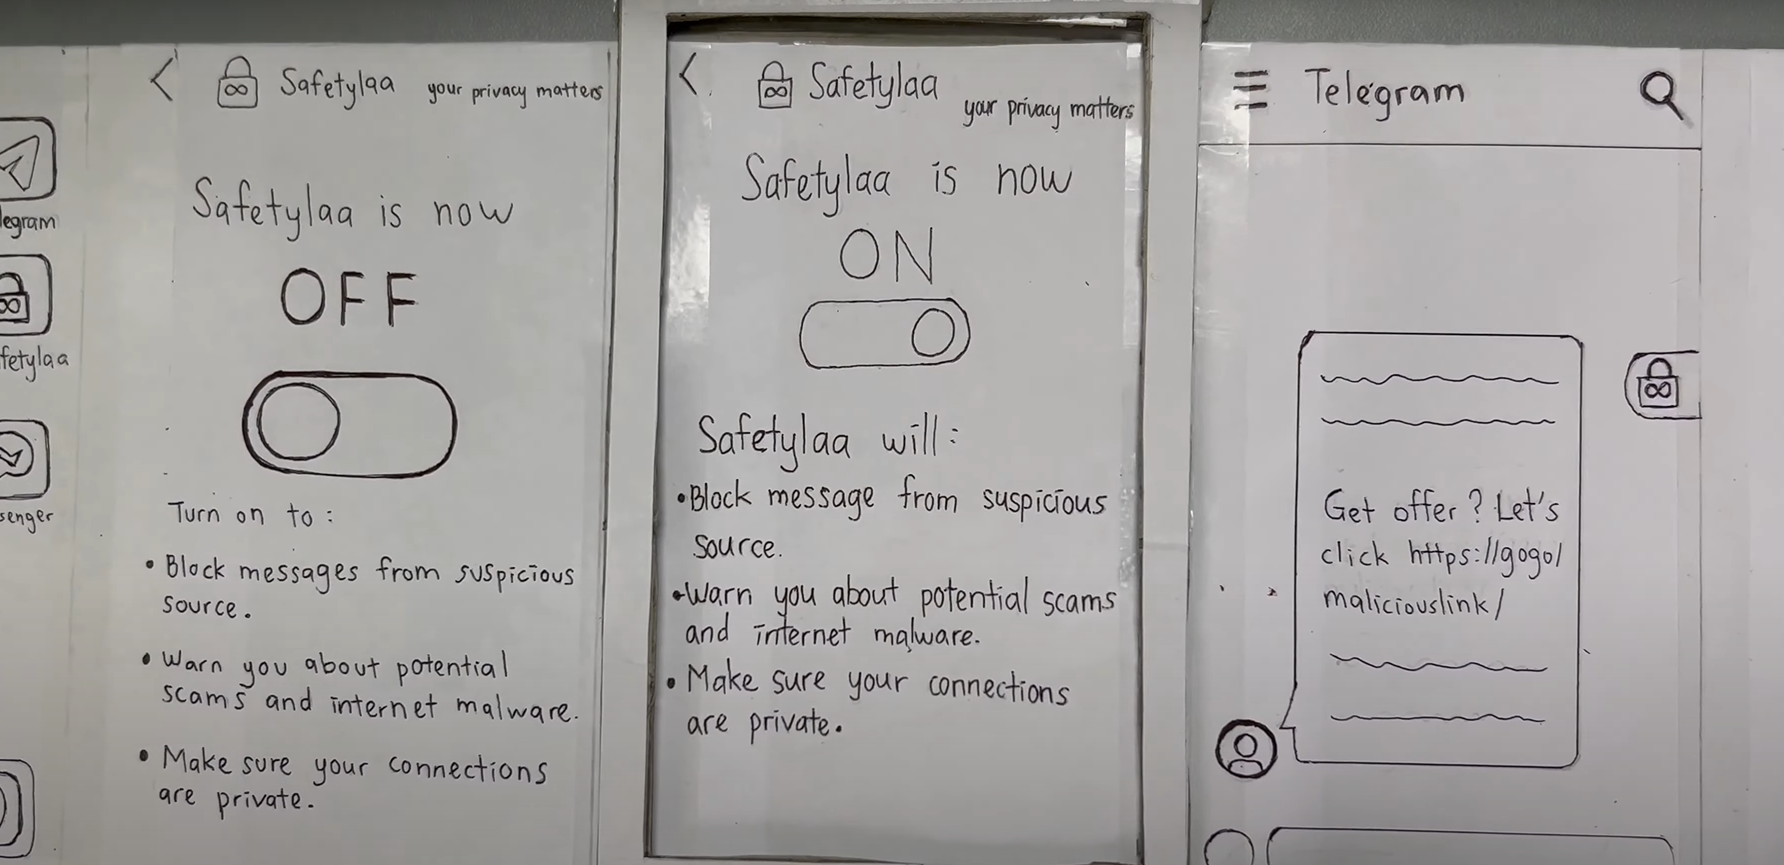 legram
fetylaa
senger
Safetylaa your privacy matters
Safetylaa is now
OFF
Turn on to :
• Block messages from suspicious
source.
• Warn you about potential
scams and internet malware.
• Make sure your connections
are private.
Safetylaa your privacy matters
Safetylaa is now
ON
Safetylaa will :
• Block message from suspicious
source.
• Warn you about potential scams
and internet malware.
• Make sure your connections
are private.
Telegram
Get offer ? Let's
click https://gogo/
maliciouslink/